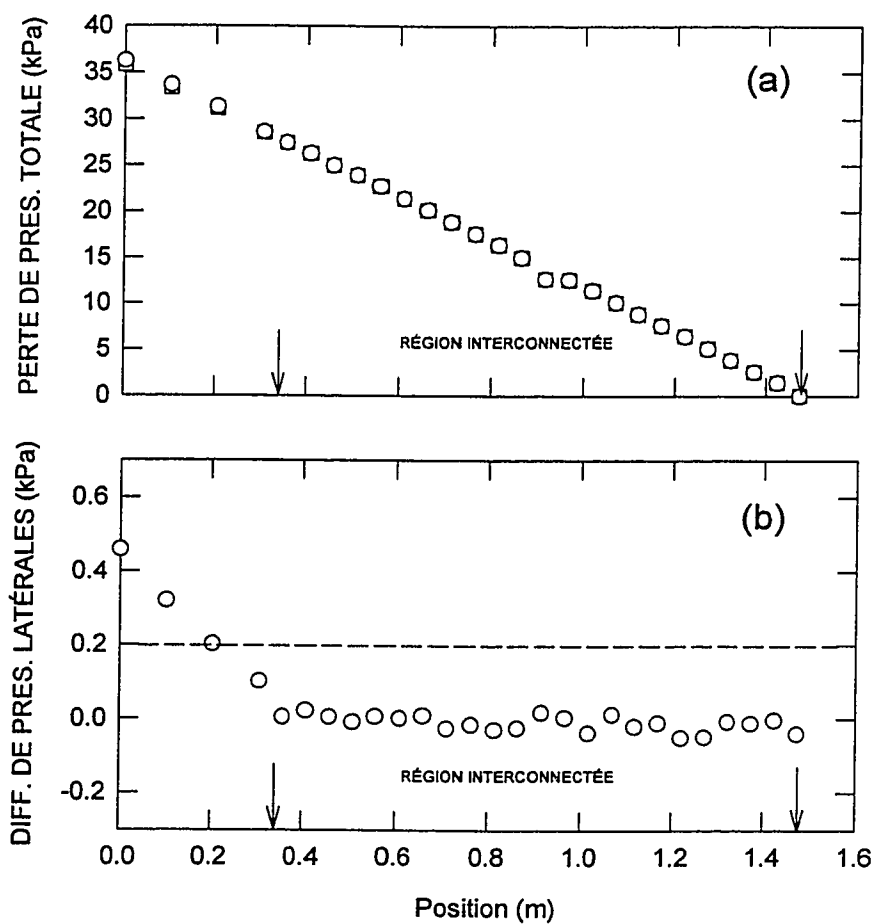 PERTE DE PRES. TOTALE (kPa)
40
35
30
25
20
15
10
5
0
(a)
RÉGION INTERCONNECTÉE
DIFF. DE PRES. LATÉRALES (kPa)
0.6
0.4
0.2
0.0
-0.2
(b)
RÉGION INTERCONNECTÉE
0.0 0.2 0.4 0.6 0.8 1.0 1.2 1.4 1.6
Position (m)